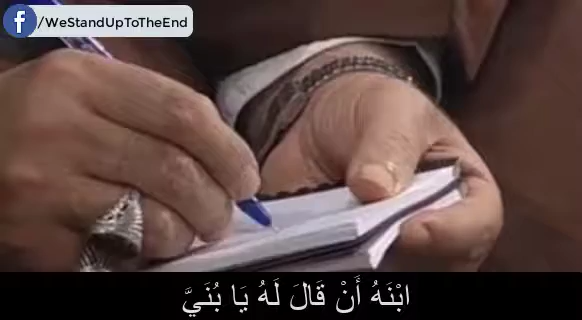 f /WeStandUpToTheEnd
ابْنَهُ أَنْ قَالَ لَهُ يَا بُنَيَّ